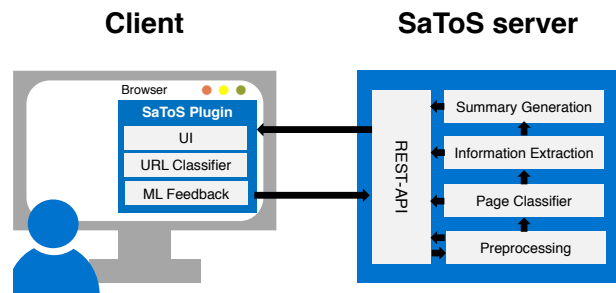 Client
SaToS server
Browser
SaToS Plugin
UI
URL Classifier
ML Feedback
REST-API
Summary Generation
Information Extraction
Page Classifier
Preprocessing